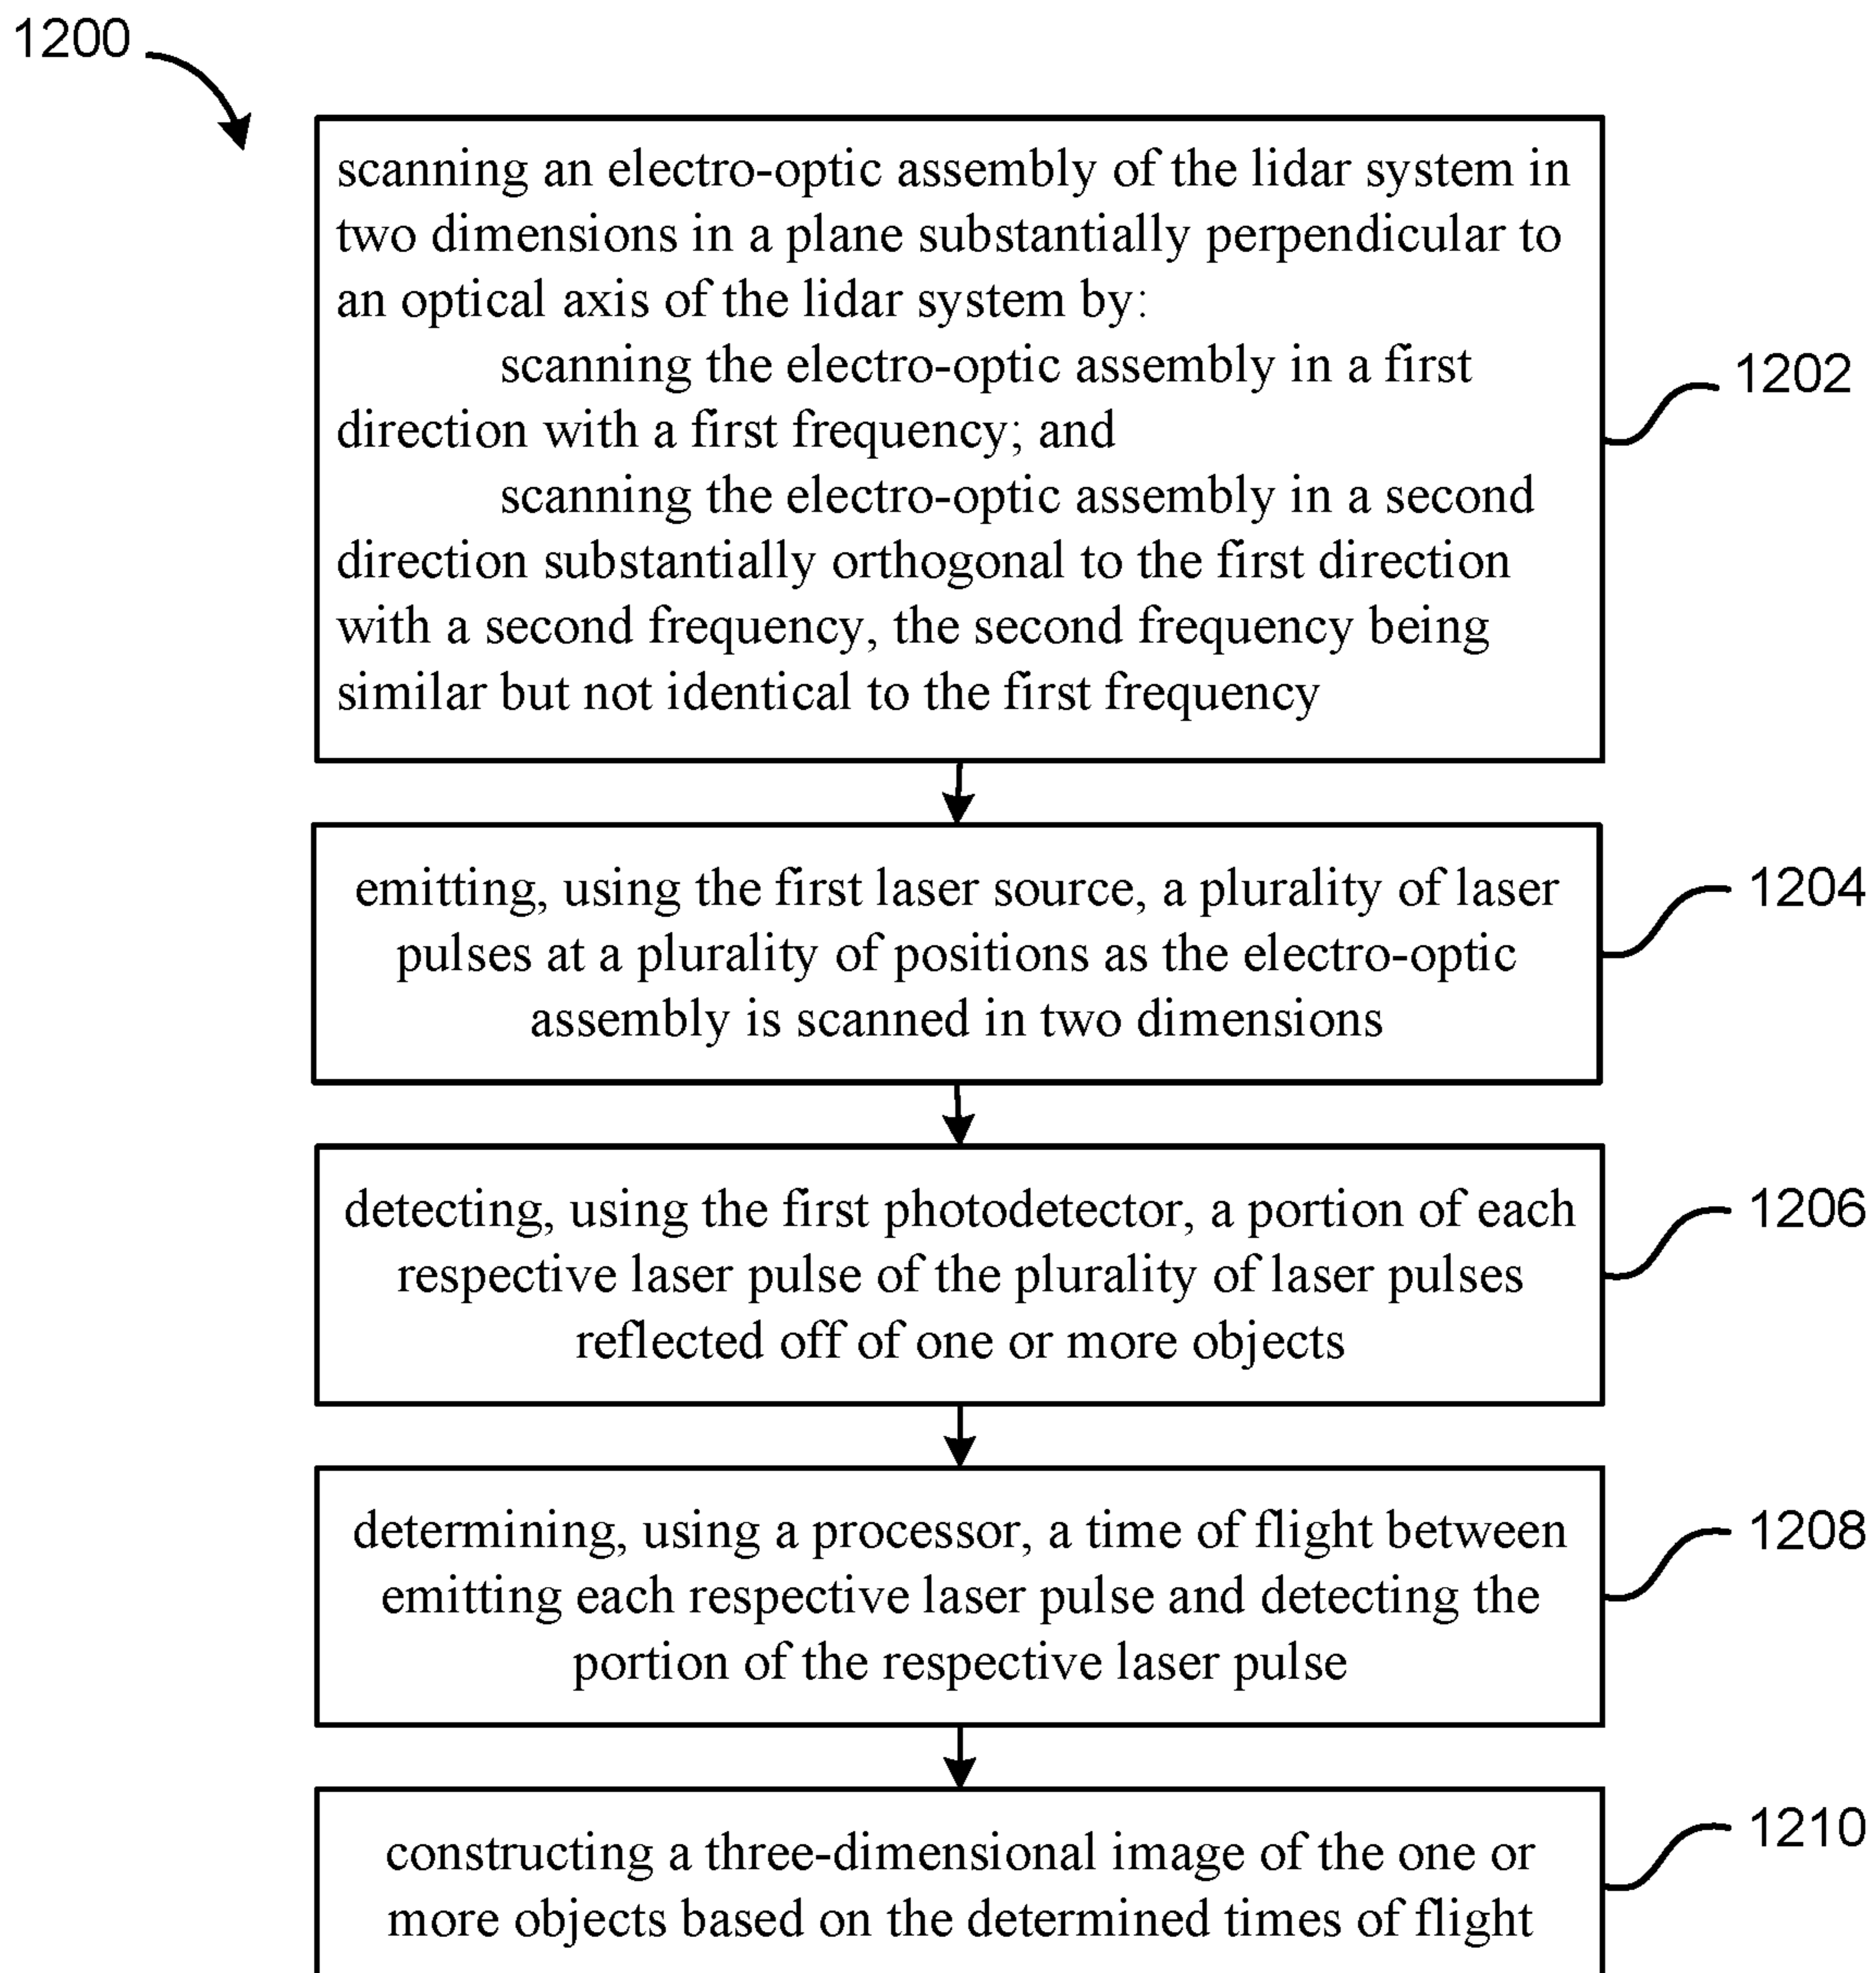 1200
scanning an electro-optic assembly of the lidar system in
two dimensions in a plane substantially perpendicular to
an optical axis of the lidar system by:
scanning the electro-optic assembly in a first
direction with a first frequency; and
scanning the electro-optic assembly in a second
direction substantially orthogonal to the first direction
with a second frequency, the second frequency being
similar but not identical to the first frequency
1202
emitting, using the first laser source, a plurality of laser
pulses at a plurality of positions as the electro-optic
assembly is scanned in two dimensions
1204
detecting, using the first photodetector, a portion of each
respective laser pulse of the plurality of laser pulses
reflected off of one or more objects
1206
determining, using a processor, a time of flight between
emitting each respective laser pulse and detecting the
portion of the respective laser pulse
1208
constructing a three-dimensional image of the one or
more objects based on the determined times of flight
1210